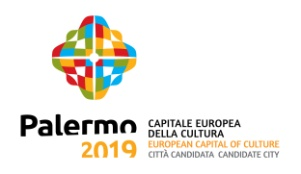 Palermo
2019
CAPITALE EUROPEA
DELLA CULTURA
EUROPEAN CAPITAL OF CULTURE
CITTÀ CANDIDATA CANDIDATE CITY